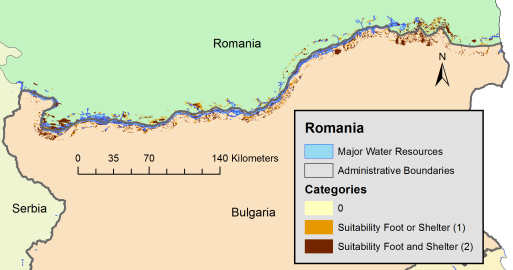 Romania
N
0 35 70 140 Kilometers
Serbia
Bulgaria
Romania
Major Water Resources
Administrative Boundaries
Categories
0
Suitability Foot or Shelter (1)
Suitability Foot and Shelter (2)